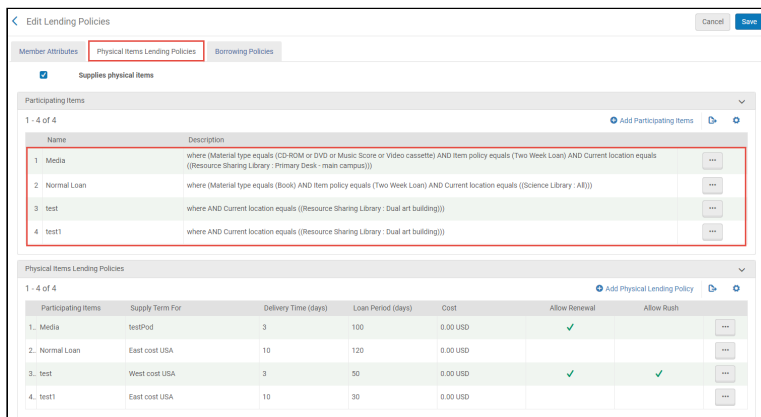 Edit Lending Policies
Cancel
Save
Member Attributes
Physical Items Lending Policies
Borrowing Policies
Supplies physical items
Participating Items
1 - 4 of 4
Add Participating Items
Name Description
1 Media where (Material type equals (CD-ROM or DVD or Music Score or Video cassette) AND Item policy equals (Two Week Loan) AND Current location equals
((Resource Sharing Library : Primary Desk - main campus)))
2 Normal Loan where (Material type equals (Book) AND Item policy equals (Two Week Loan) AND Current location equals ((Science Library : All)))
3 test where AND Current location equals ((Resource Sharing Library : Dual art building)))
4 test1 where AND Current location equals ((Resource Sharing Library : Dual art building)))
Physical Items Lending Policies
1 - 4 of 4
Add Physical Lending Policy
Participating Items Supply Term For Delivery Time (days) Loan Period (days) Cost Allow Renewal Allow Rush
1.. Media testPod 3 100 0.00 USD
2.. Normal Loan East cost USA 10 120 0.00 USD
3.. test West cost USA 3 50 0.00 USD
4.. test1 East cost USA 10 30 0.00 USD